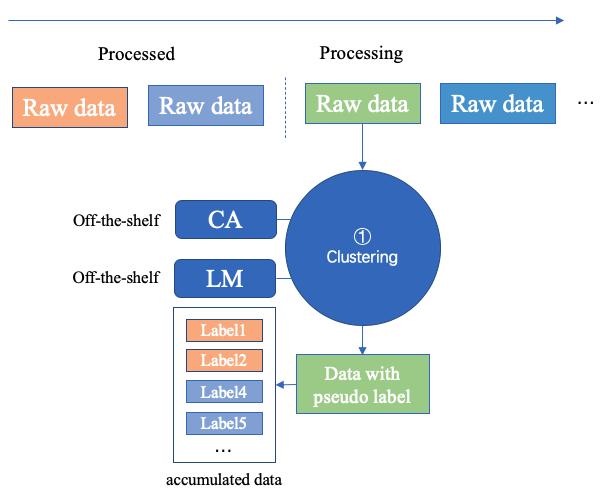 Processed
Processing
Raw data
Raw data
Raw data
Raw data
...
Off-the-shelf
CA
①
Clustering
Off-the-shelf
LM
Label1
Label2
Label4
Label5
...
Data with
pseudo label
accumulated data